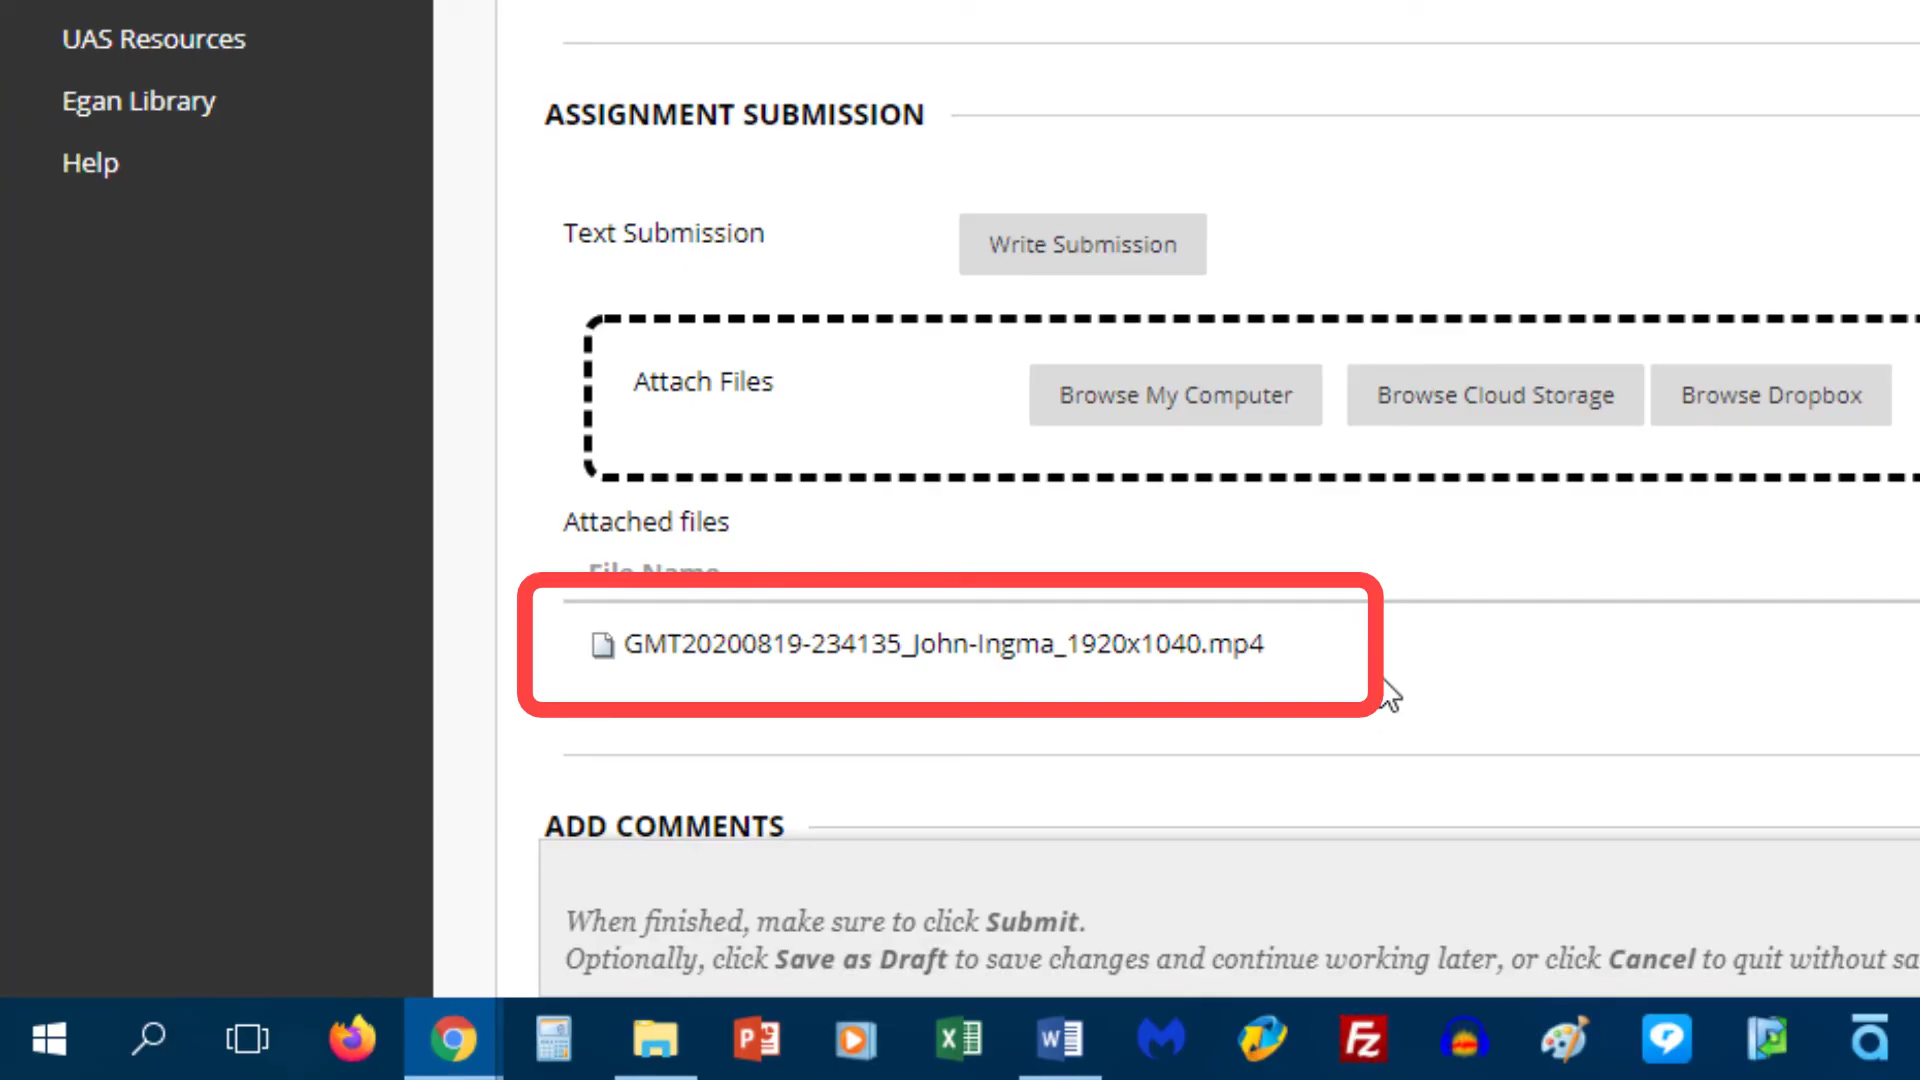 UAS Resources
Egan Library
Help
ASSIGNMENT SUBMISSION
Text Submission
Write Submission
Attach Files
Browse My Computer
Browse Cloud Storage
Browse Dropbox
Attached files
File Name
GMT20200819-234135_John-Ingma_1920x1040.mp4
ADD COMMENTS
When finished, make sure to click Submit.
Optionally, click Save as Draft to save changes and continue working later, or click Cancel to quit without sa